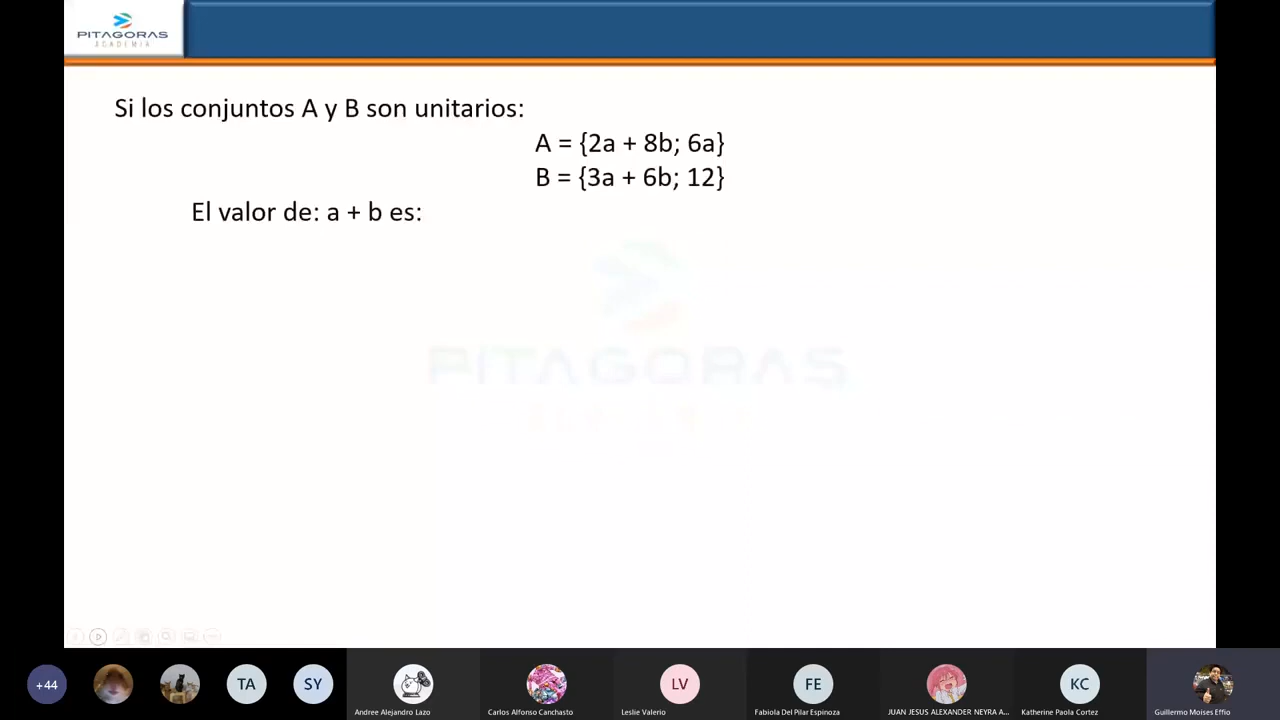 PITAGORAS
ACADEMIA
Si los conjuntos A y B son unitarios:
A = {2a + 8b; 6a}
B = {3a + 6b; 12}
El valor de: a + b es:
PITAGORAS
+44
TA
SY
LV
FE
KC
Andree Alejandro Lazo
Carlos Alfonso Canchasto
Leslie Valerio
Fabiola Del Pilar Espinoza
JUAN JESUS ALEXANDER NEYRA A...
Katherine Paola Cortez
Guillermo Moises Effio